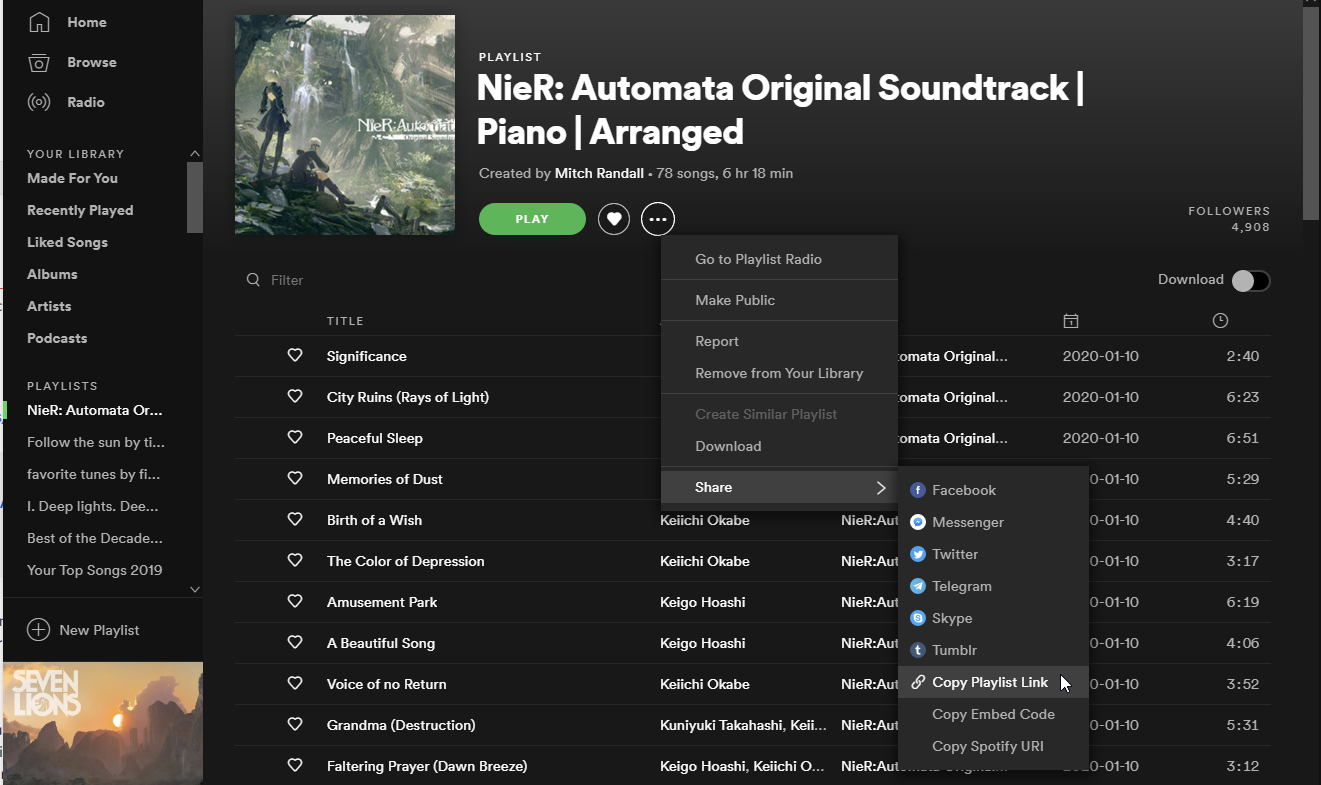 Home
Browse
Radio
YOUR LIBRARY
Made For You
Recently Played
Liked Songs
Albums
Artists
Podcasts
PLAYLISTS
NieR: Automata Or...
Follow the sun by ti...
favorite tunes by fi...
I. Deep lights. Dee...
Best of the Decade...
Your Top Songs 2019
New Playlist
SEVEN
LIONS
NieR:Automat
PLAYLIST
NieR: Automata Original Soundtrack |
Piano | Arranged
Created by Mitch Randall • 78 songs, 6 hr 18 min
PLAY
FOLLOWERS
4,908
Filter
Download
TITLE
Significance tomata Original... 2020-01-10 2:40
City Ruins (Rays of Light) tomata Original... 2020-01-10 6:23
Peaceful Sleep tomata Original... 2020-01-10 6:51
Memories of Dust 0-01-10 5:29
Birth of a Wish Keiichi Okabe NieR:Aut 0-01-10 4:40
The Color of Depression Keiichi Okabe NieR:Aut 0-01-10 3:17
Amusement Park Keigo Hoashi NieR:Aut 0-01-10 6:19
A Beautiful Song Keigo Hoashi NieR:Aut 0-01-10 4:06
Voice of no Return Keiichi Okabe NieR:Aut 0-01-10 3:52
Grandma (Destruction) Kuniyuki Takahashi, Keii... NieR:Aut 0-01-10 5:31
Faltering Prayer (Dawn Breeze) Keigo Hoashi, Keiichi O... NieR:Automata Original... 2020-01-10 3:12
Go to Playlist Radio
Make Public
Report
Remove from Your Library
Create Similar Playlist
Download
Share
Facebook
Messenger
Twitter
Telegram
Skype
Tumblr
Copy Playlist Link
Copy Embed Code
Copy Spotify URI